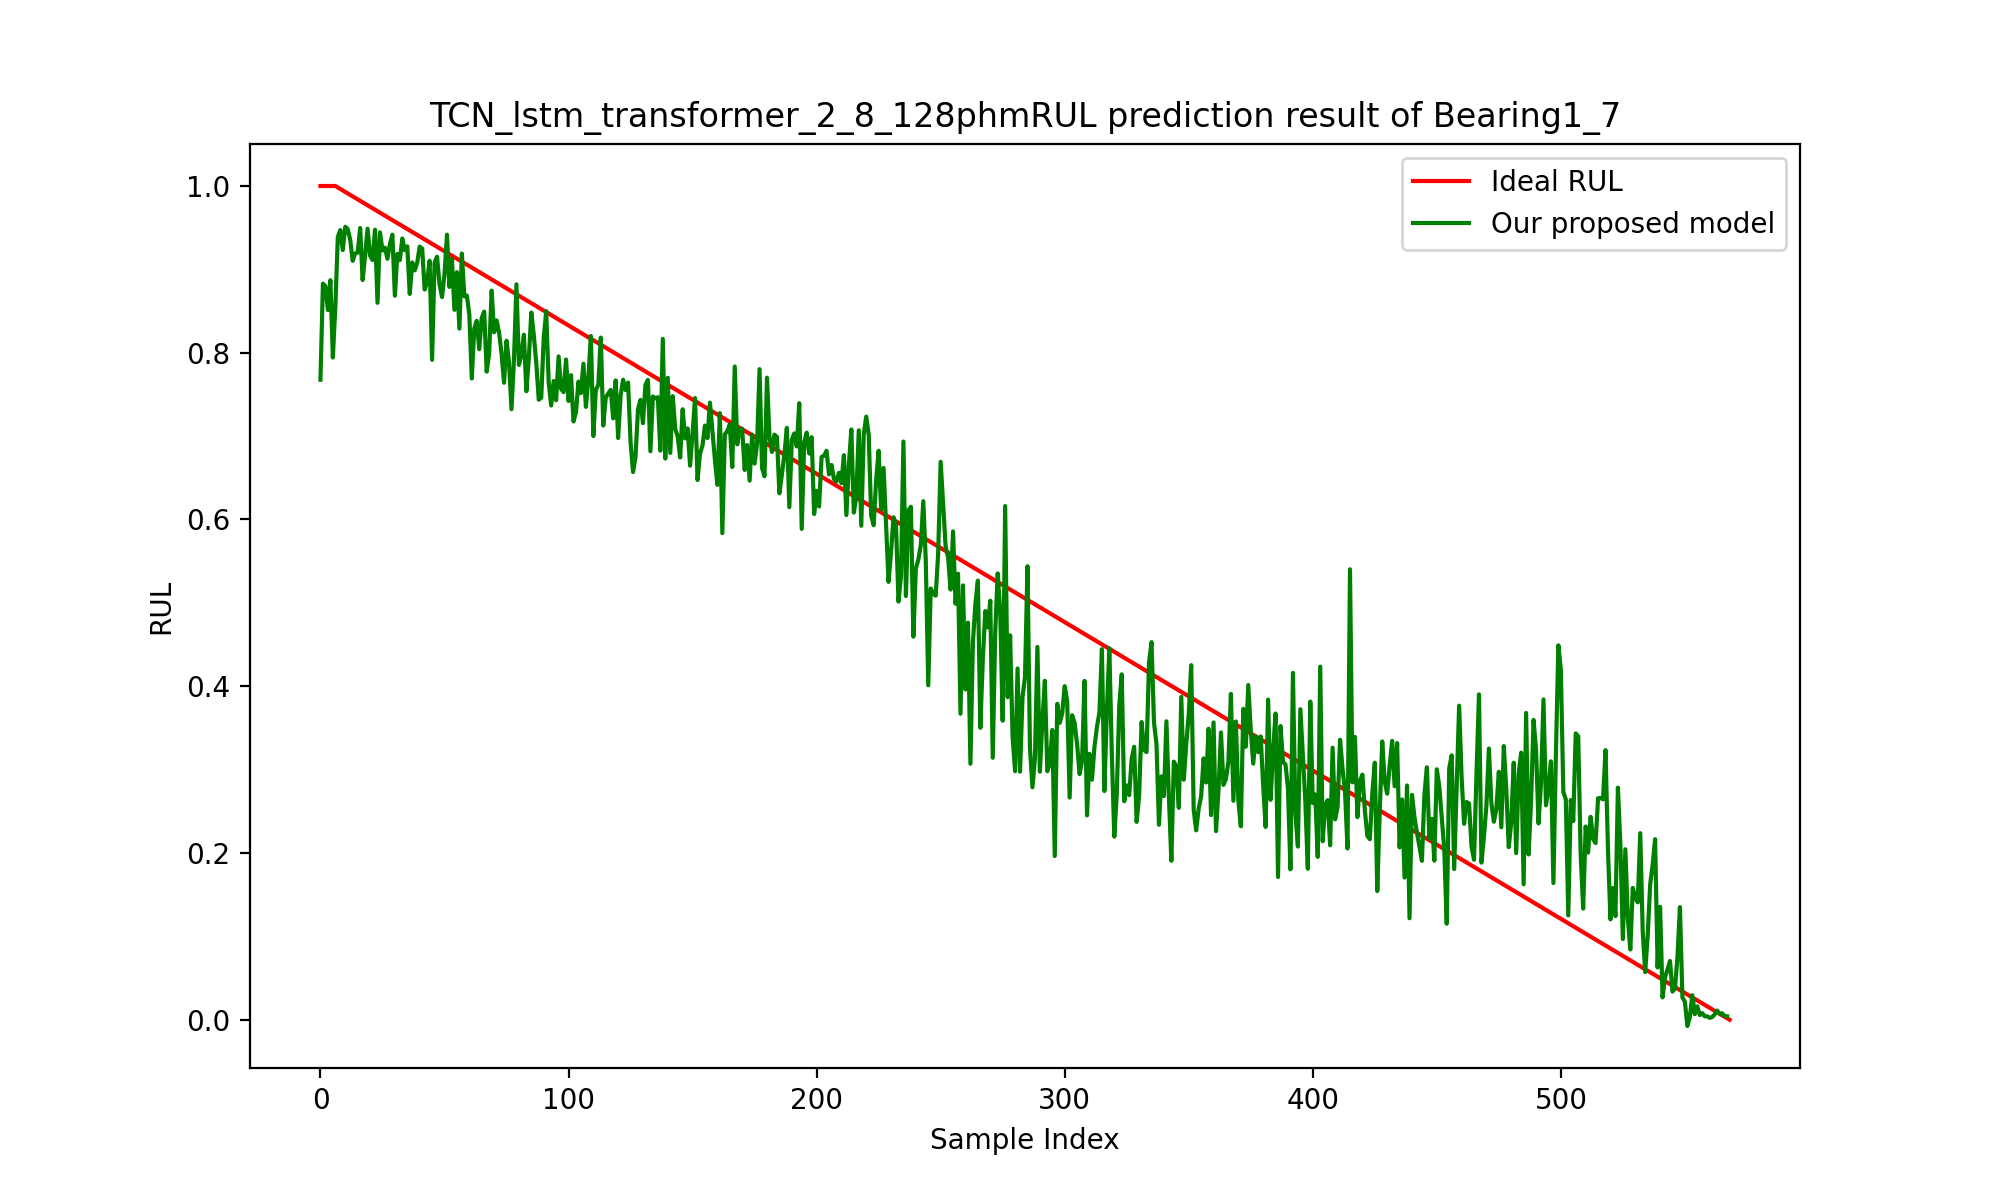 TCN_lstm_transformer_2_8_128phmRUL prediction result of Bearing1_7
Ideal RUL
Our proposed model
1.0
0.8
0.6
0.4
0.2
0.0
RUL
0 100 200 300 400 500
Sample Index